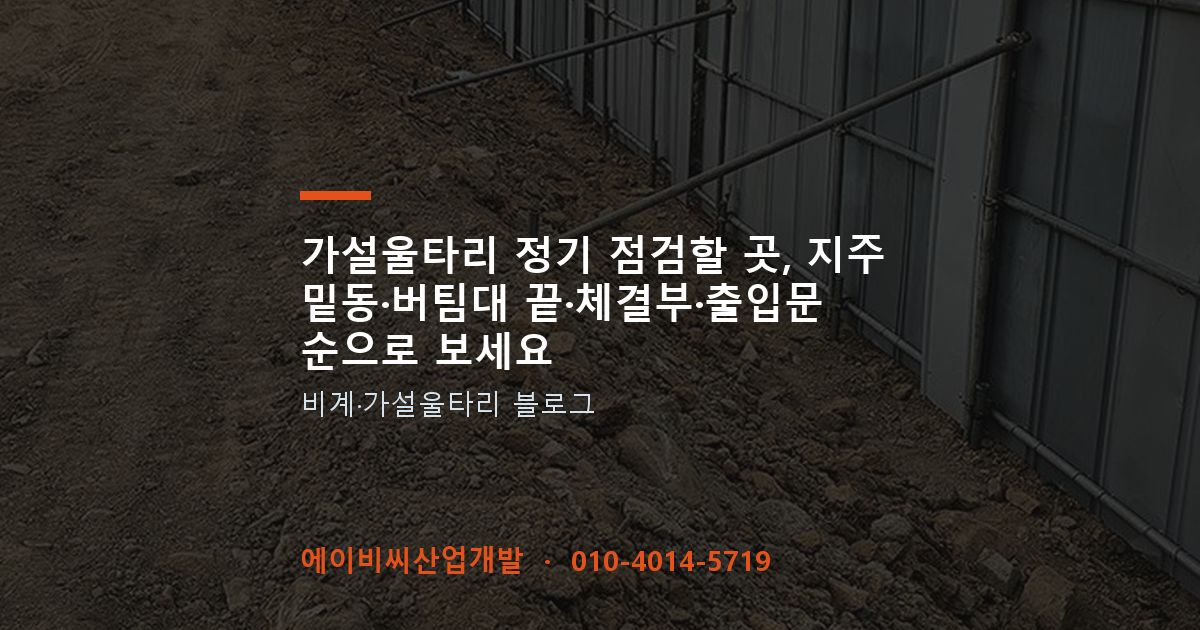 가설울타리 정기 점검할 곳, 지주
밑동·버팀대 끝·체결부·출입문
순으로 보세요
비계·가설울타리 블로그
에이비씨산업개발 · 010-4014-5719